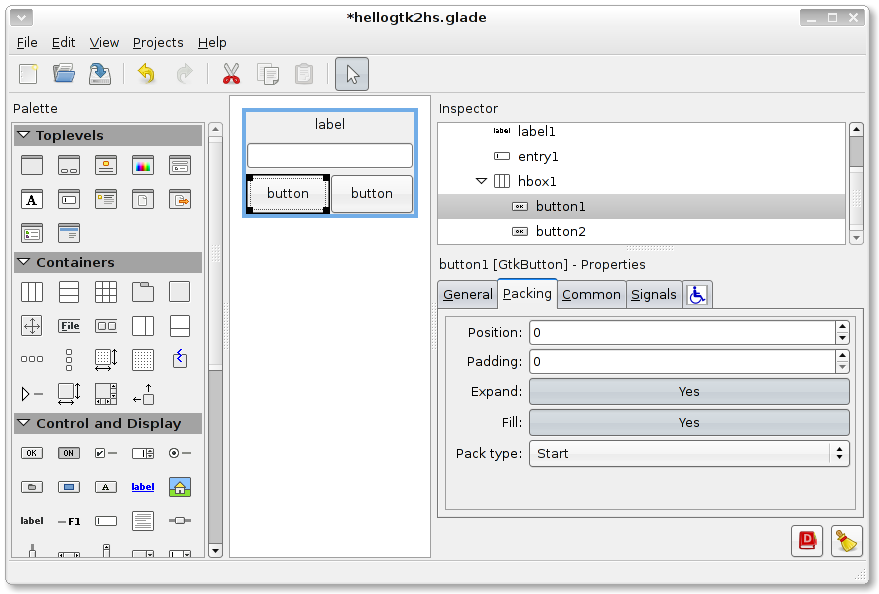 *hellogtk2hs.glade
File Edit View Projects Help
Palette
Toplevels
A
Containers
File
Control and Display
OK ON
A label
label F1
label
button button
Inspector
label1
entry1
hbox1
OK button1
OK button2
button1 [GtkButton] - Properties
General Packing Common Signals
Position: 0
Padding: 0
Expand: Yes
Fill: Yes
Pack type: Start
D